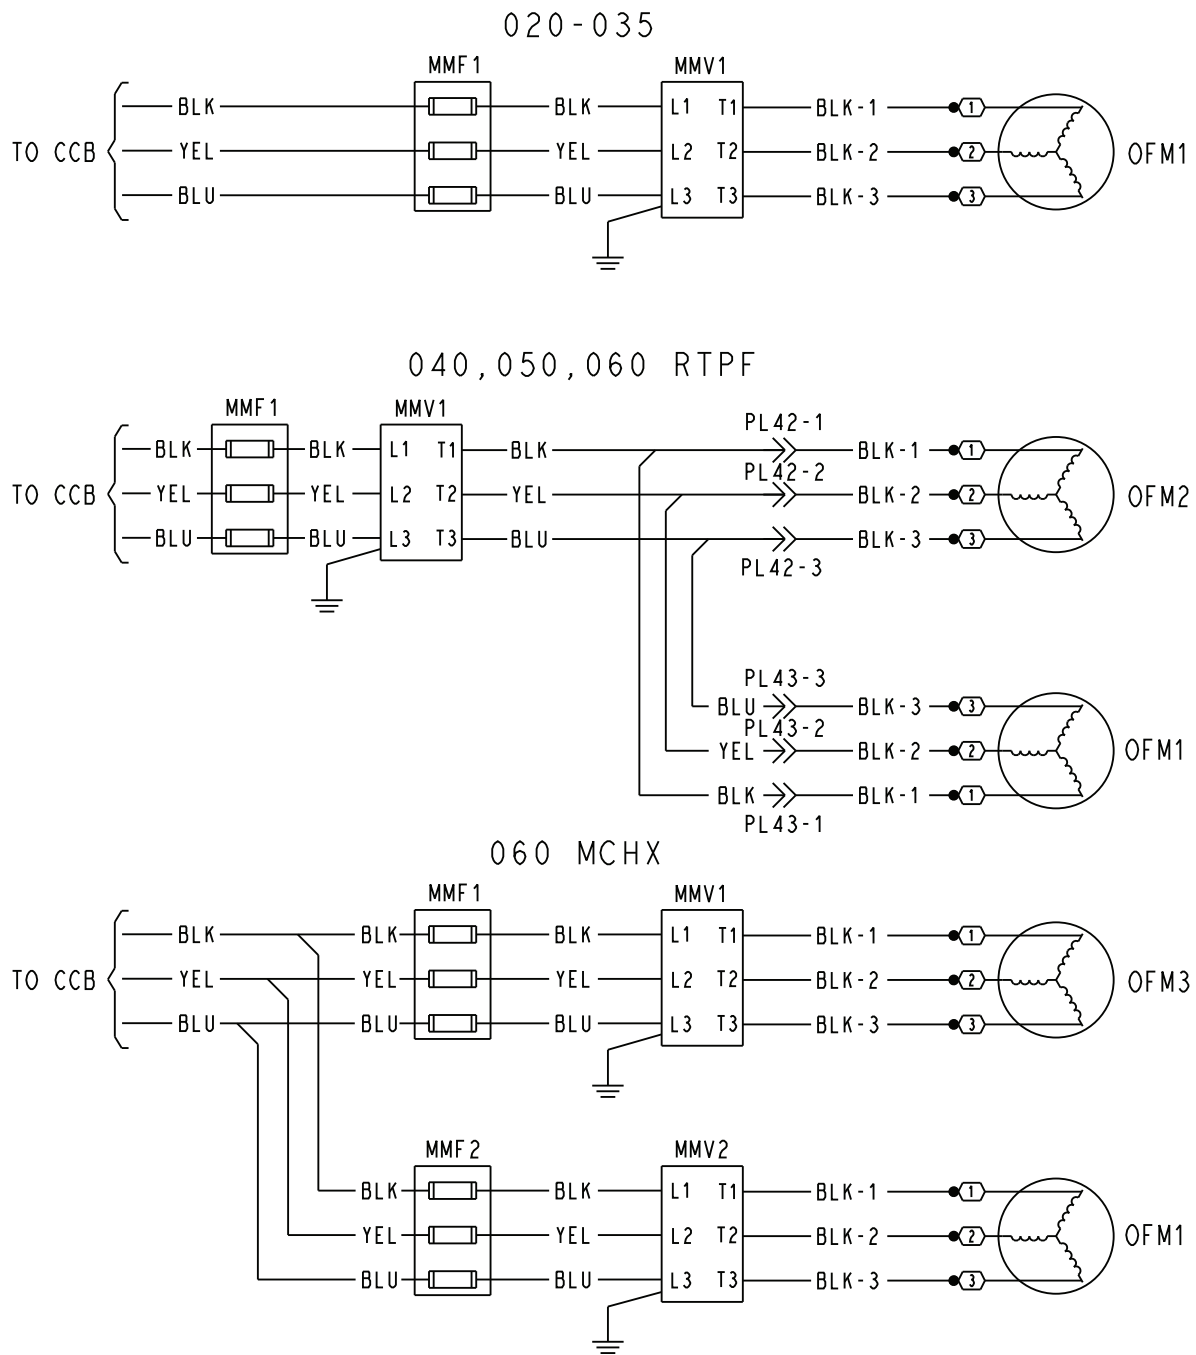 020-035
MMF1 MMV1
BLK BLK L1 T1 BLK-1 1
TO CCB YEL YEL L2 T2 BLK-2 2 OFM1
BLU BLU L3 T3 BLK-3 3
040,050,060 RTPF
MMF1 MMV1 PL42-1
BLK BLK L1 T1 BLK BLK-1 1
PL42-2
TO CCB YEL YEL L2 T2 YEL BLK-2 2 OFM2
BLU BLU L3 T3 BLU BLK-3 3
PL42-3
PL43-3
BLU BLK-3 3
PL43-2
YEL BLK-2 2 OFM1
BLK BLK-1 1
PL43-1
060 MCHX
MMF1 MMV1
BLK BLK BLK L1 T1 BLK-1 1
TO CCB YEL YEL YEL L2 T2 BLK-2 2 OFM3
BLU BLU BLU L3 T3 BLK-3 3
MMF2 MMV2
BLK BLK L1 T1 BLK-1 1
YEL YEL L2 T2 BLK-2 2 OFM1
BLU BLU L3 T3 BLK-3 3